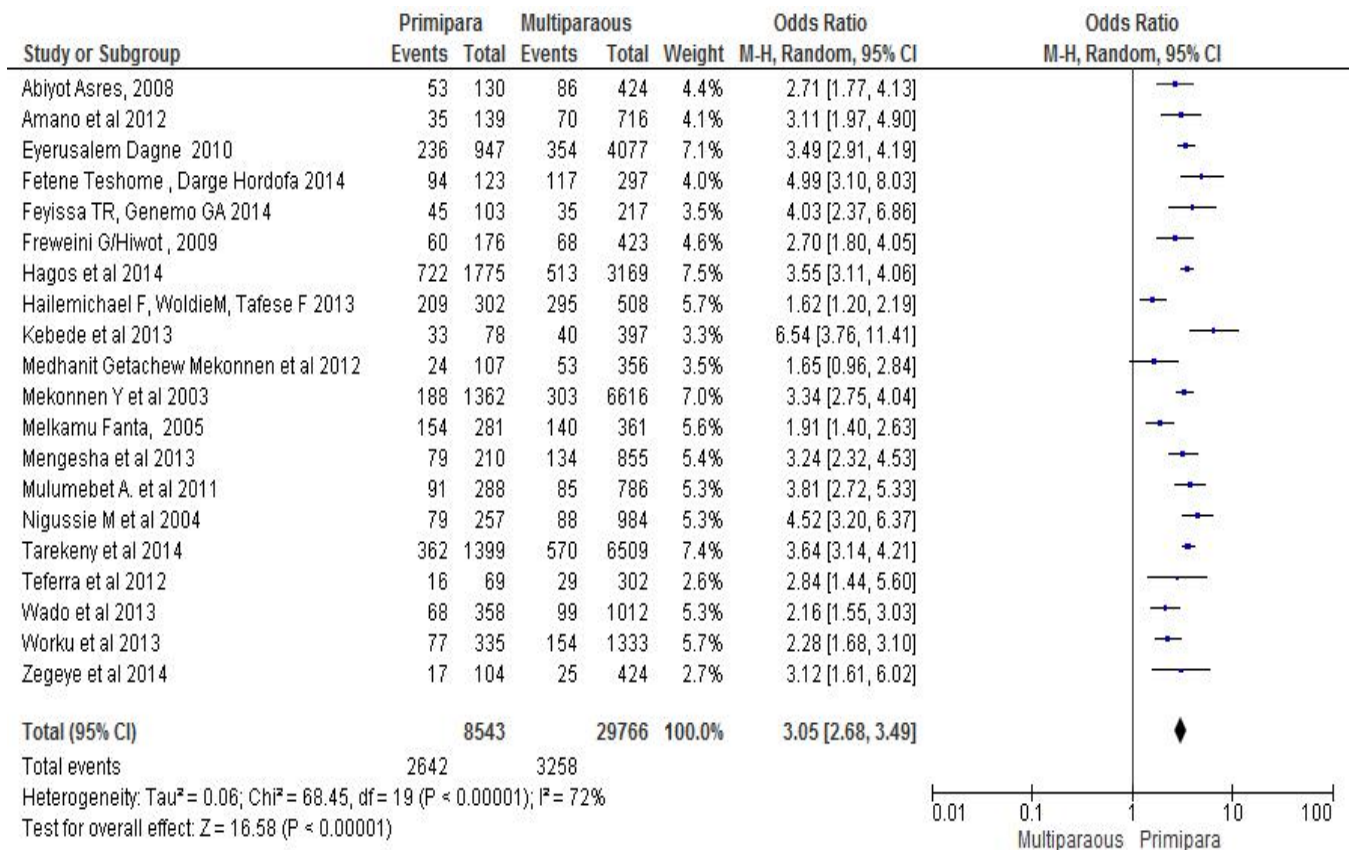 Primipara Multiparaous Odds Ratio Odds Ratio
Study or Subgroup Events Total Events Total Weight M-H, Random, 95% CI M-H, Random, 95% CI
Abiyot Asres, 2008 53 130 86 424 4.4% 2.71 [1.77, 4.13]
Amano et al 2012 35 139 70 716 4.1% 3.11 [1.97, 4.90]
Eyerusalem Dagne 2010 236 947 354 4077 7.1% 3.49 [2.91, 4.19]
Fetene Teshome , Darge Hordofa 2014 94 123 117 297 4.0% 4.99 [3.10, 8.03]
Feyissa TR, Genemo GA 2014 45 103 35 217 3.5% 4.03 [2.37, 6.86]
Freweini G/Hiwot , 2009 60 176 68 423 4.6% 2.70 [1.80, 4.05]
Hagos et al 2014 722 1775 513 3169 7.5% 3.55 [3.11, 4.06]
Hailemichael F, WoldieM, Tafese F 2013 209 302 295 508 5.7% 1.62 [1.20, 2.19]
Kebede et al 2013 33 78 40 397 3.3% 6.54 [3.76, 11.41]
Medhanit Getachew Mekonnen et al 2012 24 107 53 356 3.5% 1.65 [0.96, 2.84]
Mekonnen Y et al 2003 188 1362 303 6616 7.0% 3.34 [2.75, 4.04]
Melkamu Fanta, 2005 154 281 140 361 5.6% 1.91 [1.40, 2.63]
Mengesha et al 2013 79 210 134 855 5.4% 3.24 [2.32, 4.53]
Mulumebet A. et al 2011 91 288 85 786 5.3% 3.81 [2.72, 5.33]
Nigussie M et al 2004 79 257 88 984 5.3% 4.52 [3.20, 6.37]
Tarekeny et al 2014 362 1399 570 6509 7.4% 3.64 [3.14, 4.21]
Teferra et al 2012 16 69 29 302 2.6% 2.84 [1.44, 5.60]
Wado et al 2013 68 358 99 1012 5.3% 2.16 [1.55, 3.03]
Worku et al 2013 77 335 154 1333 5.7% 2.28 [1.68, 3.10]
Zegeye et al 2014 17 104 25 424 2.7% 3.12 [1.61, 6.02]
Total (95% CI) 8543 29766 100.0% 3.05 [2.68, 3.49]
Total events 2642 3258
Heterogeneity: Tau² = 0.06; Chi² = 68.45, df = 19 (P < 0.00001); I² = 72%
Test for overall effect: Z = 16.58 (P < 0.00001)
0.01 0.1 1 10 100
Multiparaous Primipara